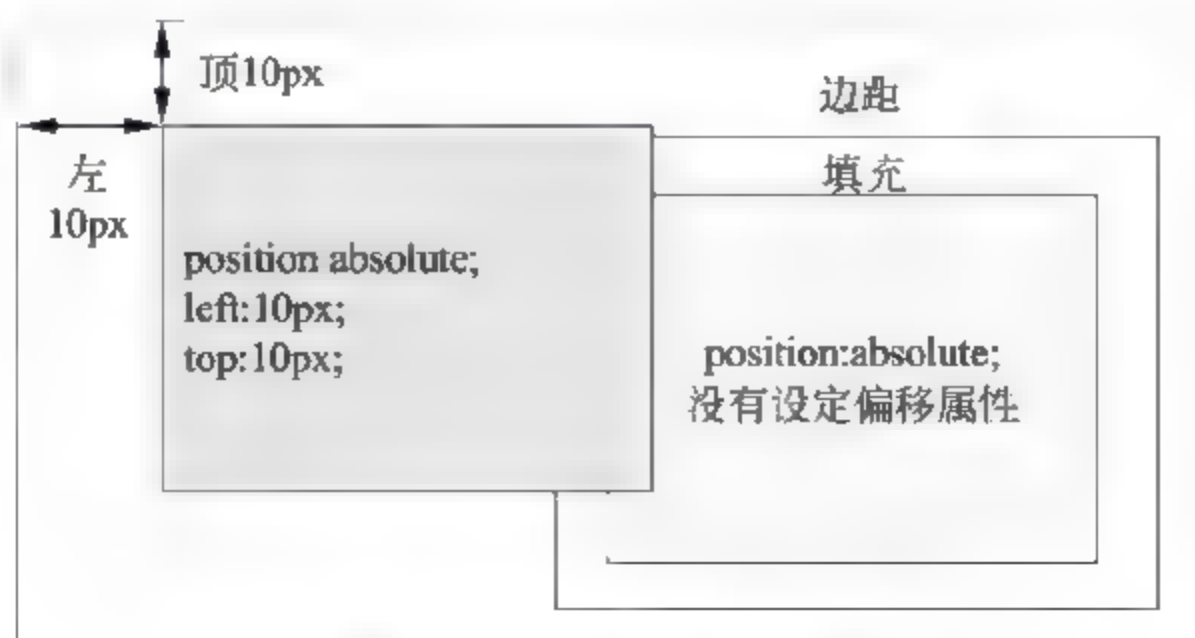 顶10px
边距
左
10px
填充
position absolute;
left:10px;
top:10px;
position:absolute;
没有设定偏移属性